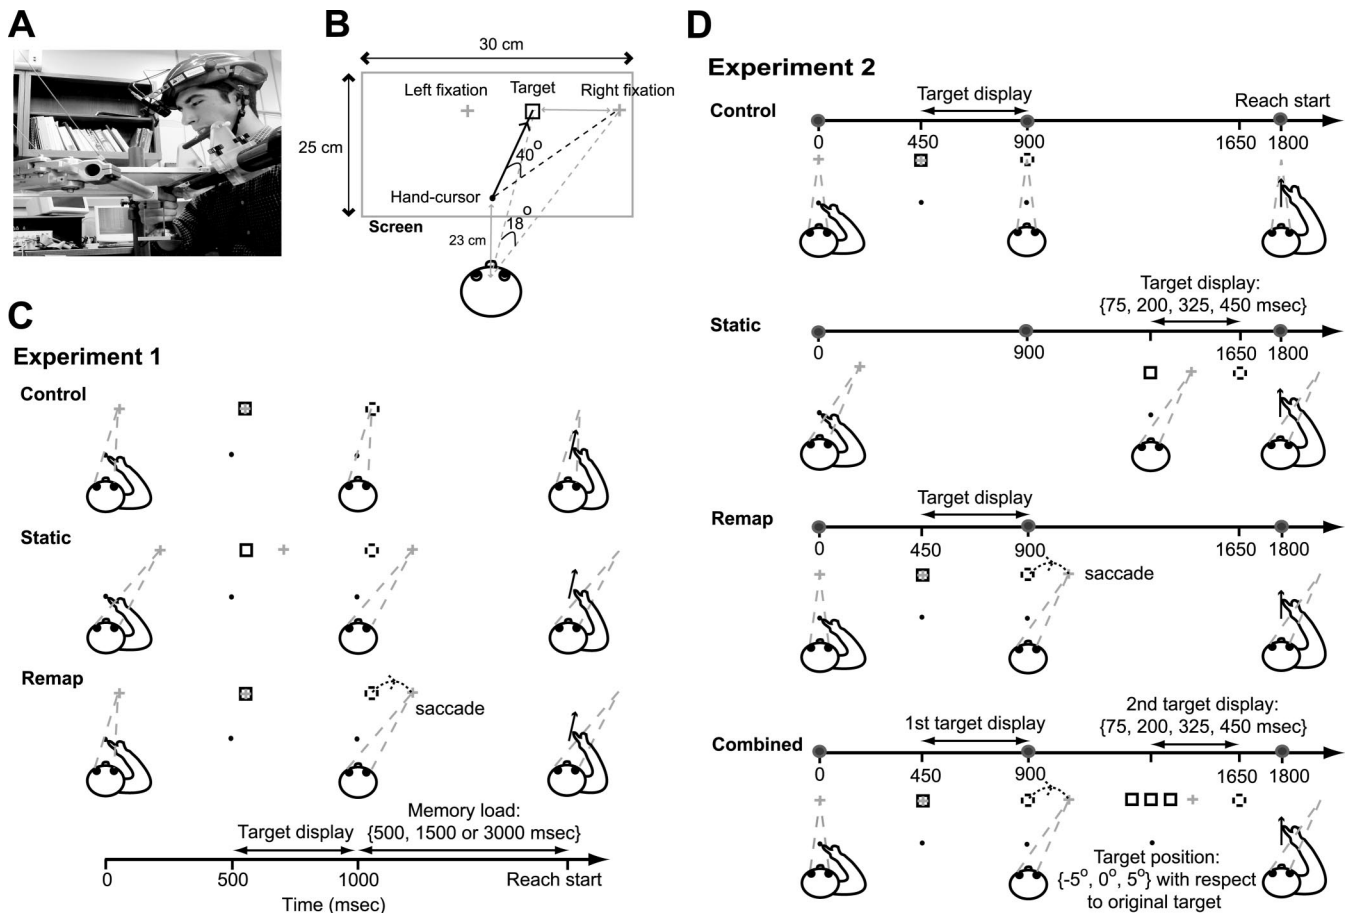 A
B
30 cm
Left fixation
Target
Right fixation
25 cm
40°
Hand-cursor
18°
Screen
23 cm
C
Experiment 1
Control
Static
Remap
saccade
Memory load:
Target display
{500, 1500 or 3000 msec}
0
500
1000
Reach start
Time (msec)
D
Experiment 2
Control
Target display
Reach start
0
450
900
1650
1800
Static
Target display:
{75, 200, 325, 450 msec}
0
900
1650
1800
Remap
Target display
0
450
900
1650
1800
saccade
Combined
1st target display
2nd target display:
{75, 200, 325, 450 msec}
0
450
900
1650
1800
Target position:
{-5°, 0°, 5°} with respect
to original target